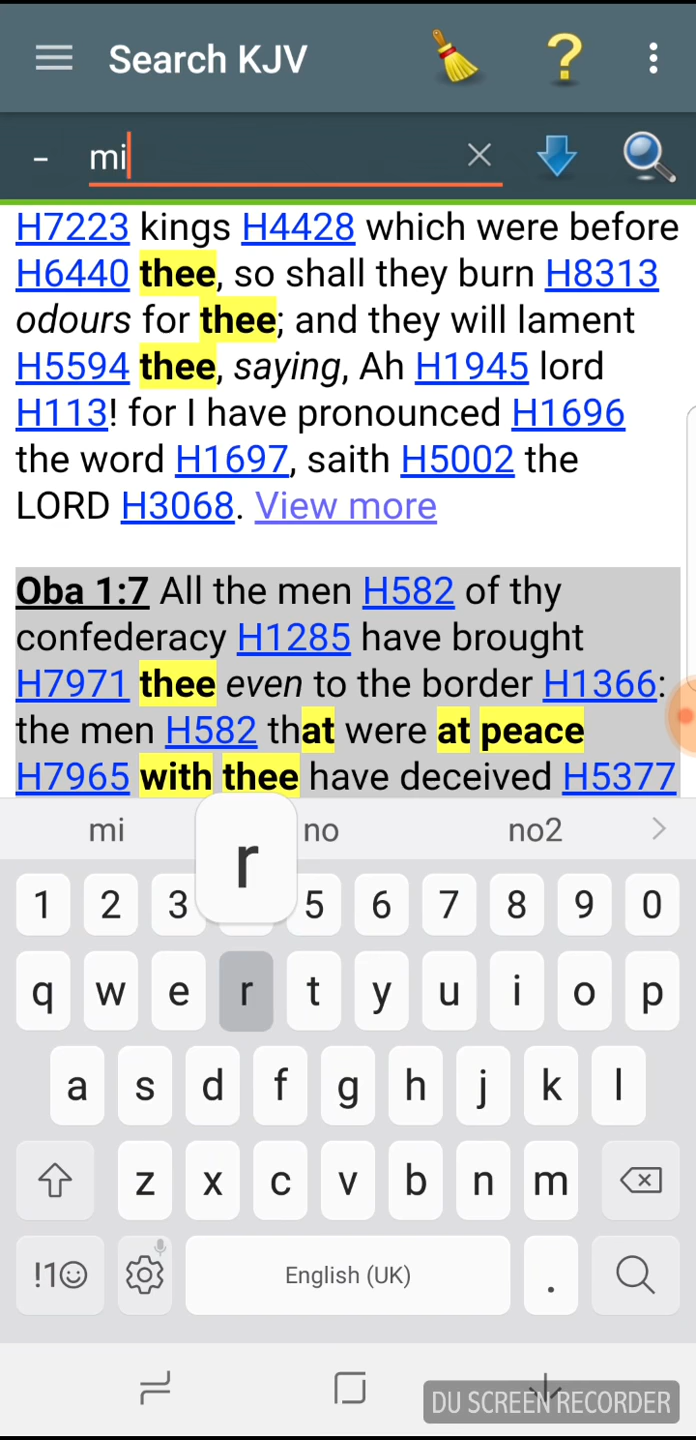 Search KJV
- mi
H7223 kings H4428 which were before
H6440 thee, so shall they burn H8313
odours for thee; and they will lament
H5594 thee, saying, Ah H1945 lord
H113! for I have pronounced H1696
the word H1697, saith H5002 the
LORD H3068. View more
Oba 1:7 All the men H582 of thy
confederacy H1285 have brought
H7971 thee even to the border H1366:
the men H582 that were at peace
H7965 with thee have deceived H5377
mi no no2
r
1 2 3 5 6 7 8 9 0
q w e r t y u i o p
a s d f g h j k l
z x c v b n m
!1☺ English (UK) .
DU SCREEN RECORDER